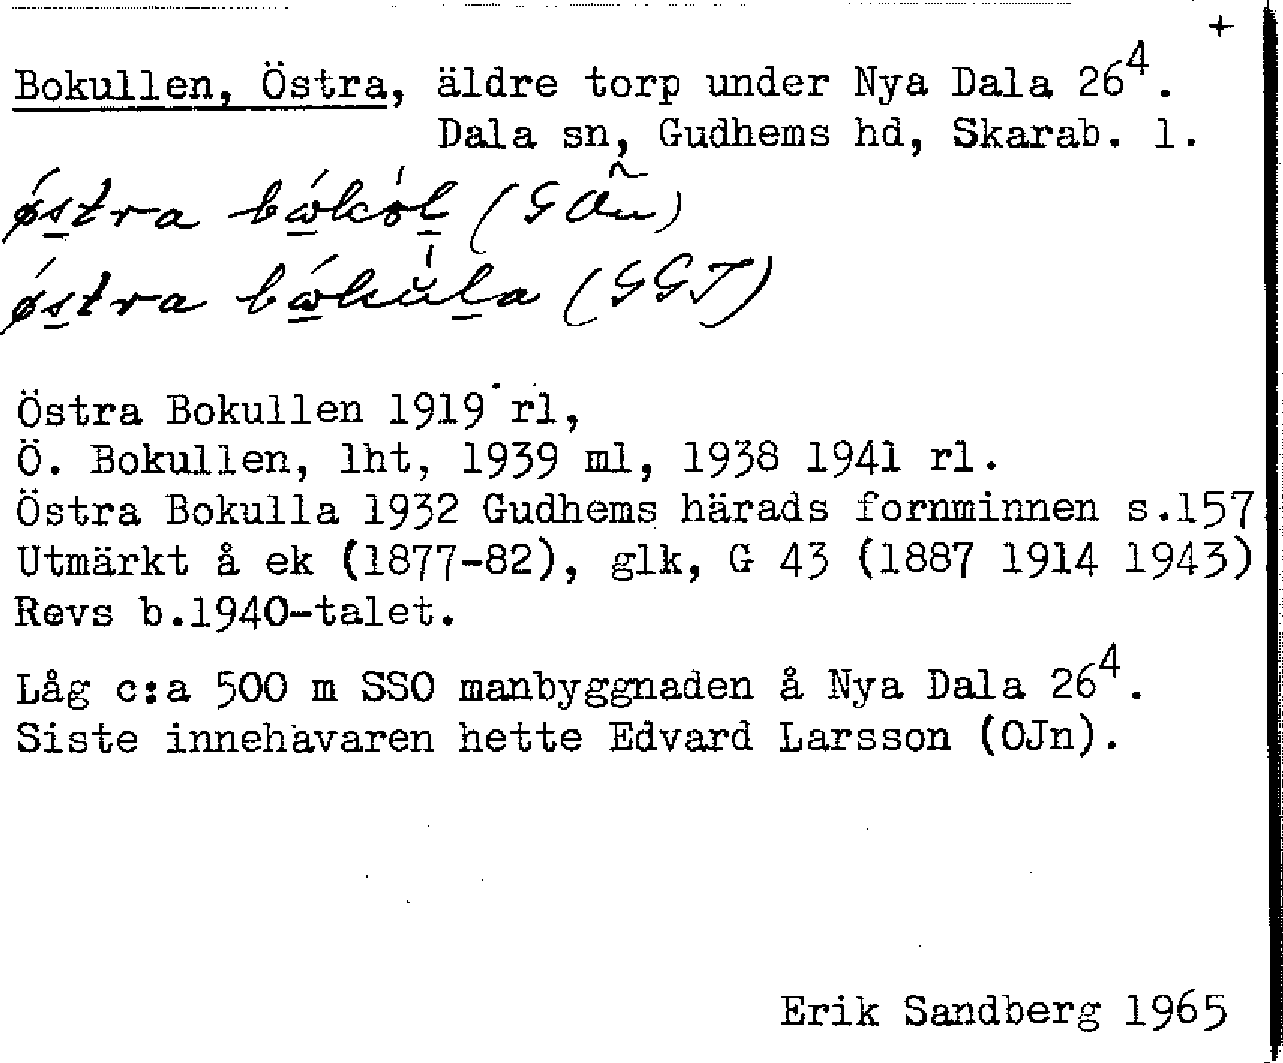 +
Bokullen, Östra, äldre torp under Nya Dala 26⁴.
Dala sn, Gudhems hd, Skarab. l.
(GGT)
Östra Bokullen 1919 rl,
Ö. Bokullen, lht, 1939 ml, 1938 1941 rl.
Östra Bokulla 1932 Gudhems härads fornminnen s.157
Utmärkt å ek (1877-82), glk, G 43 (1887 1914 1943)
Revs b.1940-talet.
Låg c:a 500 m SSO manbyggnaden å Nya Dala 26⁴.
Siste innehavaren hette Edvard Larsson (OJn).
Erik Sandberg 1965